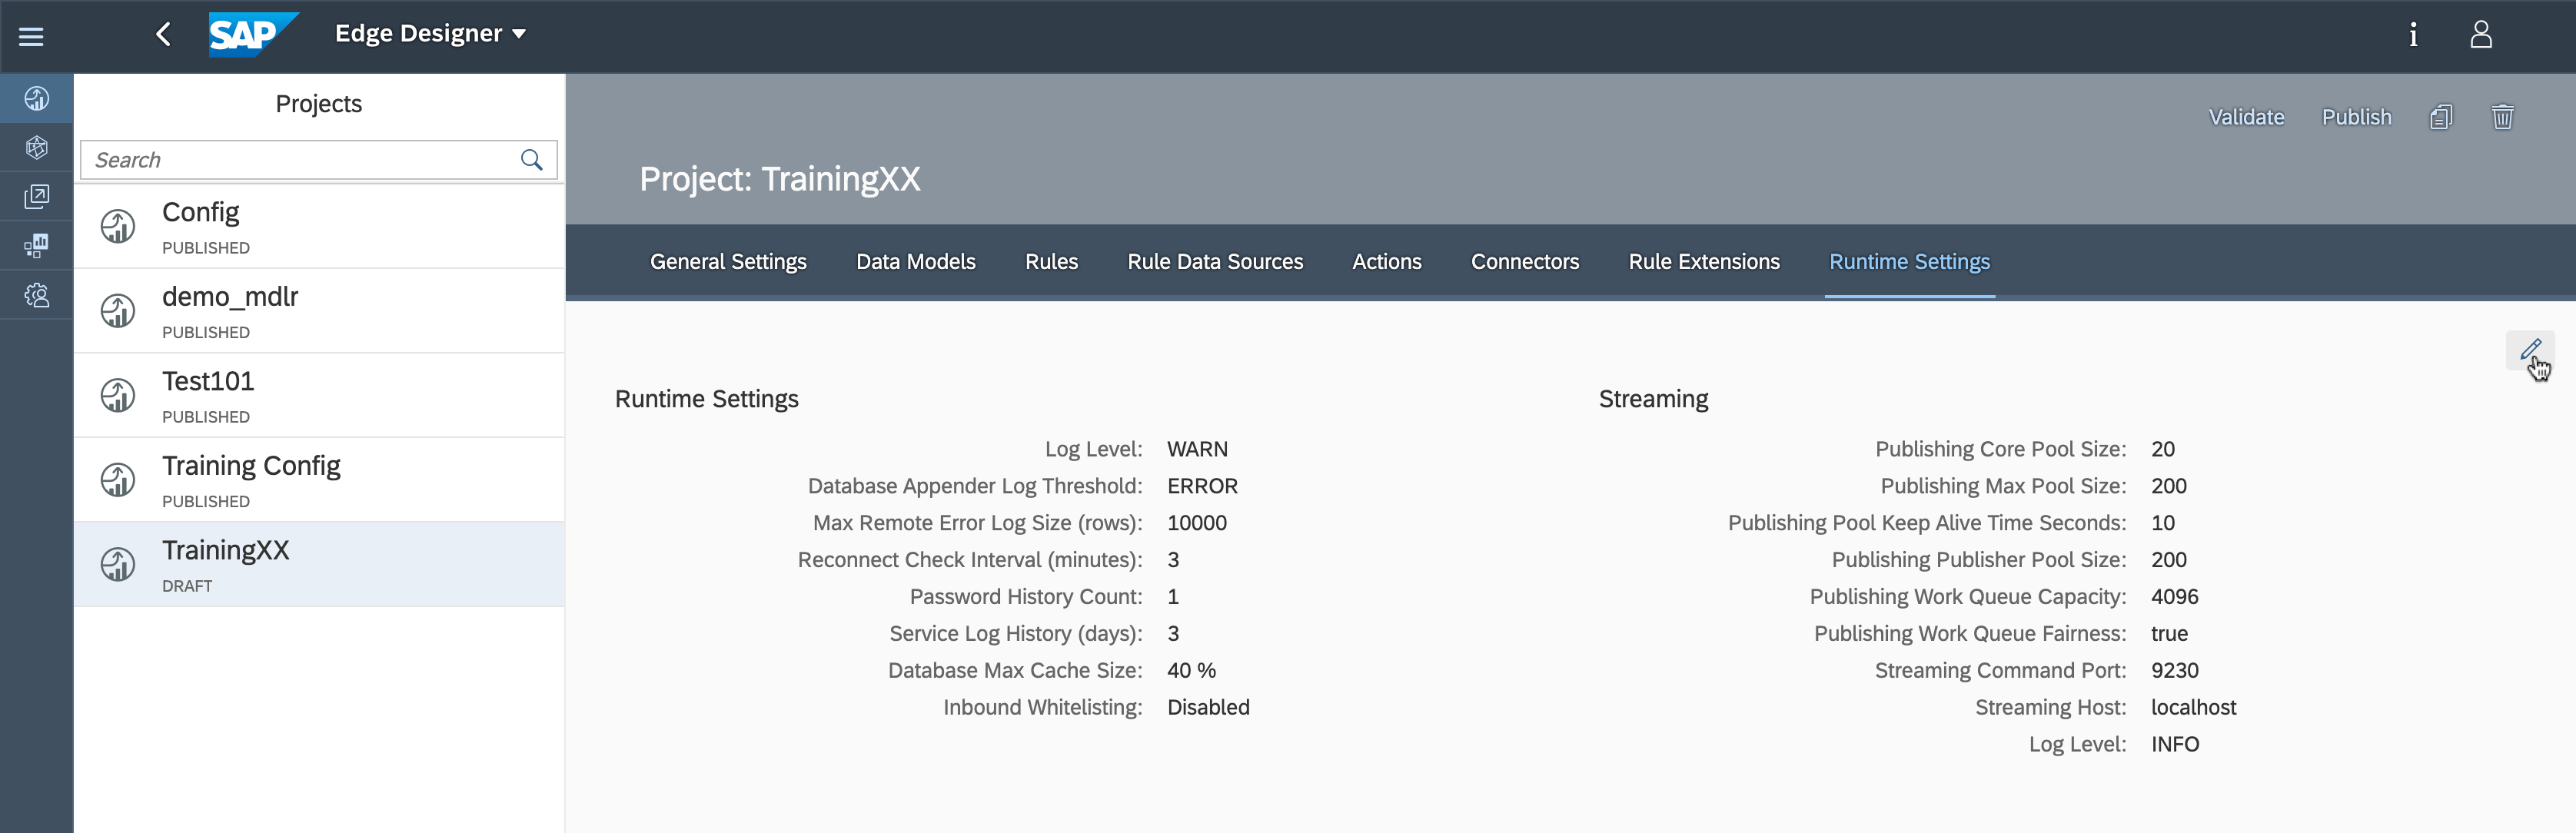 SAP Edge Designer
Projects
Search
Config
PUBLISHED
demo_mdlr
PUBLISHED
Test101
PUBLISHED
Training Config
PUBLISHED
TrainingXX
DRAFT
Validate Publish
Project: TrainingXX
General Settings Data Models Rules Rule Data Sources Actions Connectors Rule Extensions Runtime Settings
Runtime Settings
Log Level: WARN
Database Appender Log Threshold: ERROR
Max Remote Error Log Size (rows): 10000
Reconnect Check Interval (minutes): 3
Password History Count: 1
Service Log History (days): 3
Database Max Cache Size: 40 %
Inbound Whitelisting: Disabled
Streaming
Publishing Core Pool Size: 20
Publishing Max Pool Size: 200
Publishing Pool Keep Alive Time Seconds: 10
Publishing Publisher Pool Size: 200
Publishing Work Queue Capacity: 4096
Publishing Work Queue Fairness: true
Streaming Command Port: 9230
Streaming Host: localhost
Log Level: INFO